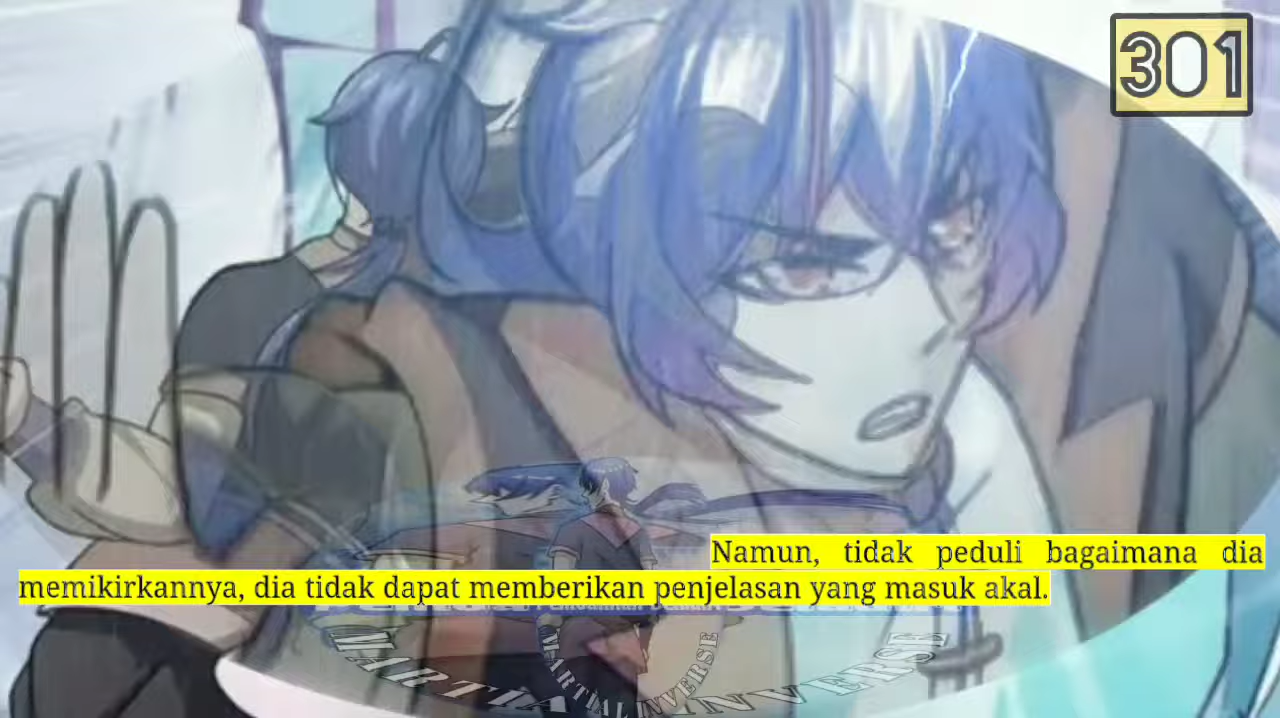 301
Namun, tidak peduli bagaimana dia
memikirkannya, dia tidak dapat memberikan penjelasan yang masuk akal.
MARTIAL INVERSE
MARTIAL INVERSE